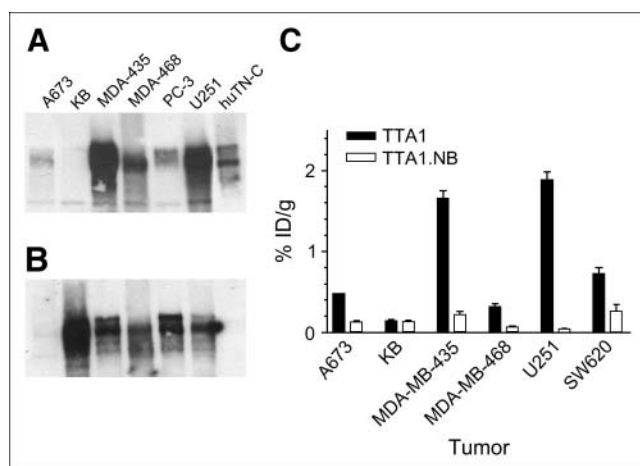 A
A673
KB
MDA-435
MDA-468
PC-3
U251
huTN-C
B
C
TTA1
TTA1.NB
% ID/g
2
1
0
A673
KB
MDA-MB-435
MDA-MB-468
U251
SW620
Tumor